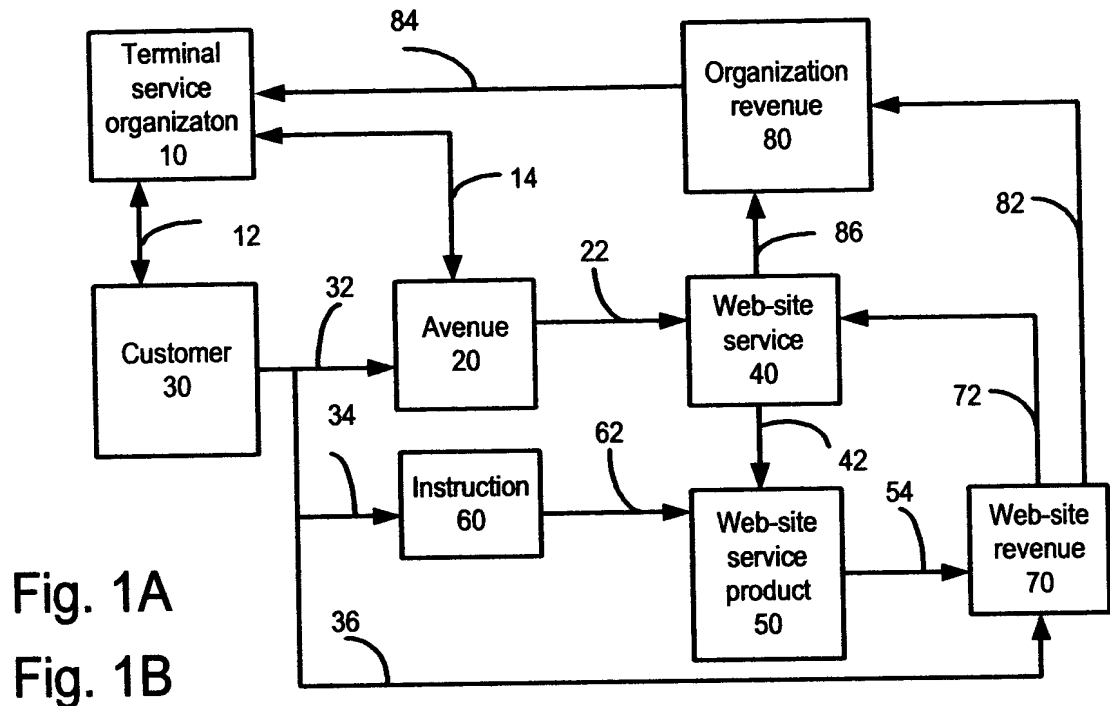 84
Terminal
service
organizaton
10
Organization
revenue
80
14
12
86
82
22
32
Customer
30
Avenue
20
Web-site
service
40
34
62
42
72
Instruction
60
54
Web-site
service
product
50
Web-site
revenue
70
Fig. 1A
36
Fig. 1B